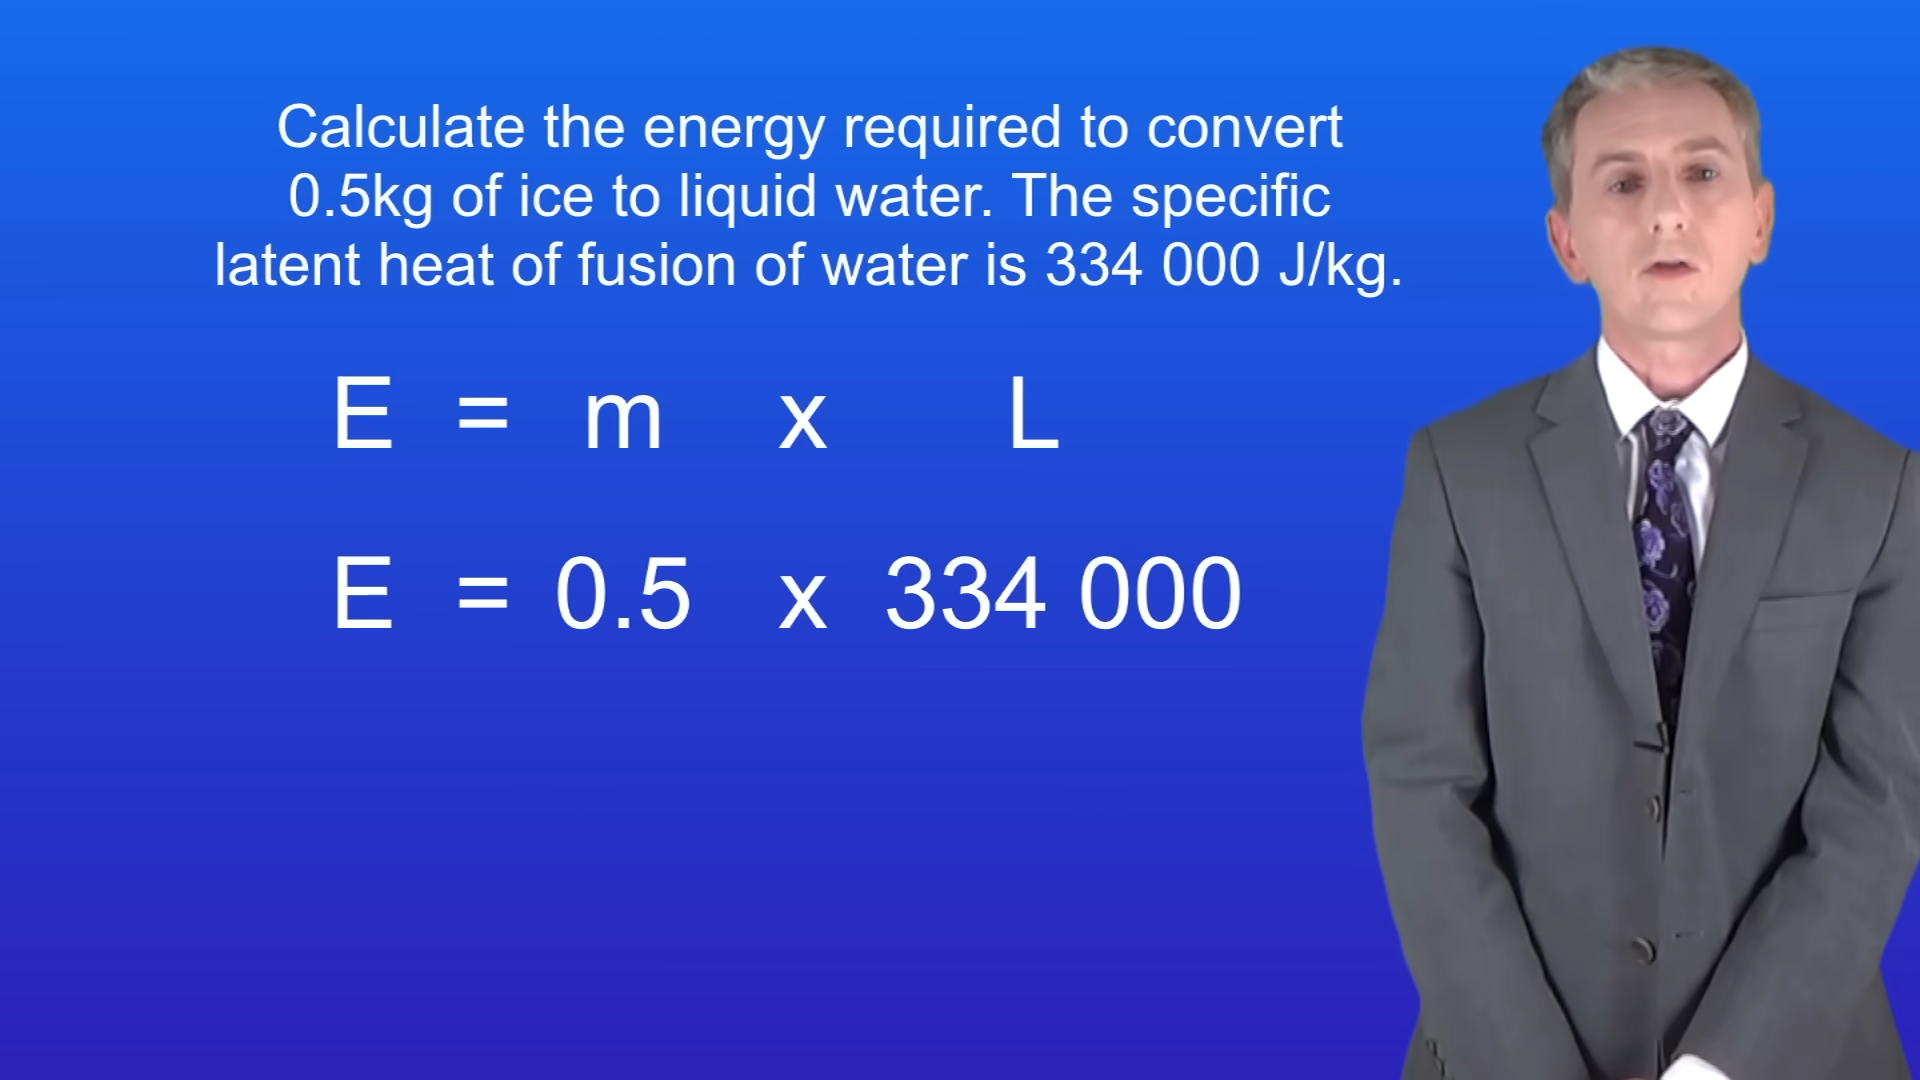 Calculate the energy required to convert
0.5kg of ice to liquid water. The specific
latent heat of fusion of water is 334 000 J/kg.
E = m x L
E = 0.5 x 334 000